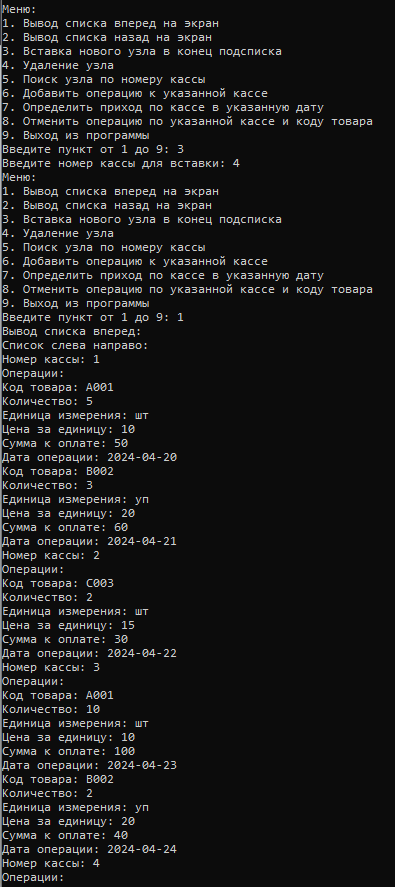 Меню:
1. Вывод списка вперед на экран
2. Вывод списка назад на экран
3. Вставка нового узла в конец подсписка
4. Удаление узла
5. Поиск узла по номеру кассы
6. Добавить операцию к указанной кассе
7. Определить приход по кассе в указанную дату
8. Отменить операцию по указанной кассе и коду товара
9. Выход из программы
Введите пункт от 1 до 9: 3
Введите номер кассы для вставки: 4
Меню:
1. Вывод списка вперед на экран
2. Вывод списка назад на экран
3. Вставка нового узла в конец подсписка
4. Удаление узла
5. Поиск узла по номеру кассы
6. Добавить операцию к указанной кассе
7. Определить приход по кассе в указанную дату
8. Отменить операцию по указанной кассе и коду товара
9. Выход из программы
Введите пункт от 1 до 9: 1
Вывод списка вперед:
Список слева направо:
Номер кассы: 1
Операции:
Код товара: A001
Количество: 5
Единица измерения: шт
Цена за единицу: 10
Сумма к оплате: 50
Дата операции: 2024-04-20
Код товара: B002
Количество: 3
Единица измерения: уп
Цена за единицу: 20
Сумма к оплате: 60
Дата операции: 2024-04-21
Номер кассы: 2
Операции:
Код товара: C003
Количество: 2
Единица измерения: шт
Цена за единицу: 15
Сумма к оплате: 30
Дата операции: 2024-04-22
Номер кассы: 3
Операции:
Код товара: A001
Количество: 10
Единица измерения: шт
Цена за единицу: 10
Сумма к оплате: 100
Дата операции: 2024-04-23
Код товара: B002
Количество: 2
Единица измерения: уп
Цена за единицу: 20
Сумма к оплате: 40
Дата операции: 2024-04-24
Номер кассы: 4
Операции: